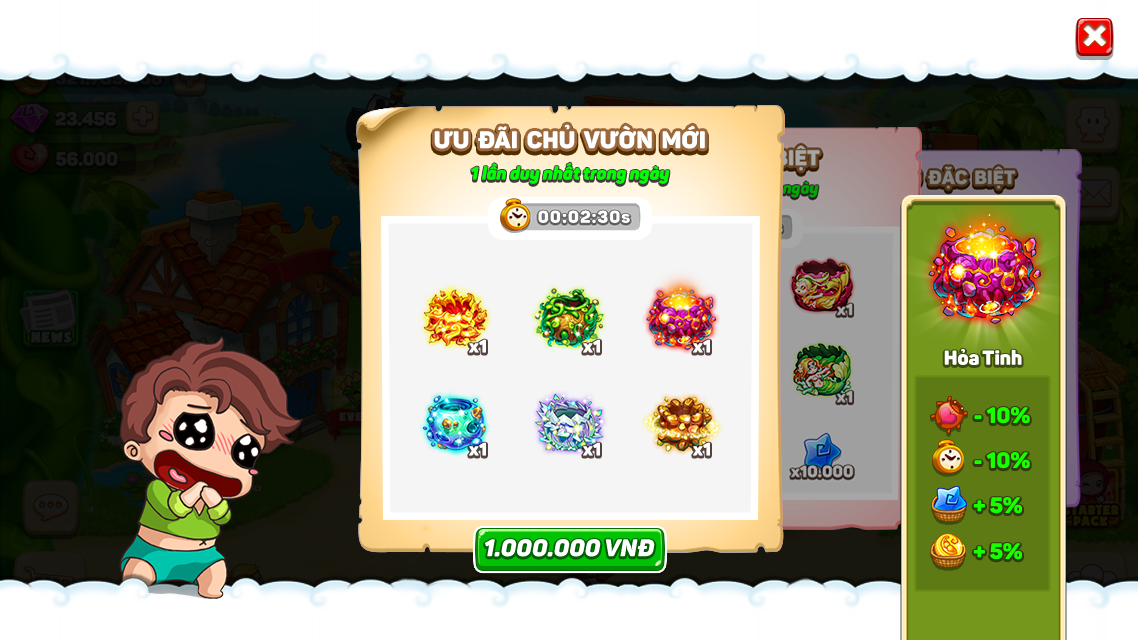 23.456
56.000
NEWS
ƯU ĐÃI CHỦ VƯỜN MỚI
1 lần duy nhất trong ngày
00:02:30s
x1
x1
x1
x1
x1
x1
1.000.000 VNĐ
BIỆT
ngày
x1
x1
x10.000
ĐẶC BIỆT
Hỏa Tinh
- 10%
- 10%
+ 5%
+ 5%
PACK